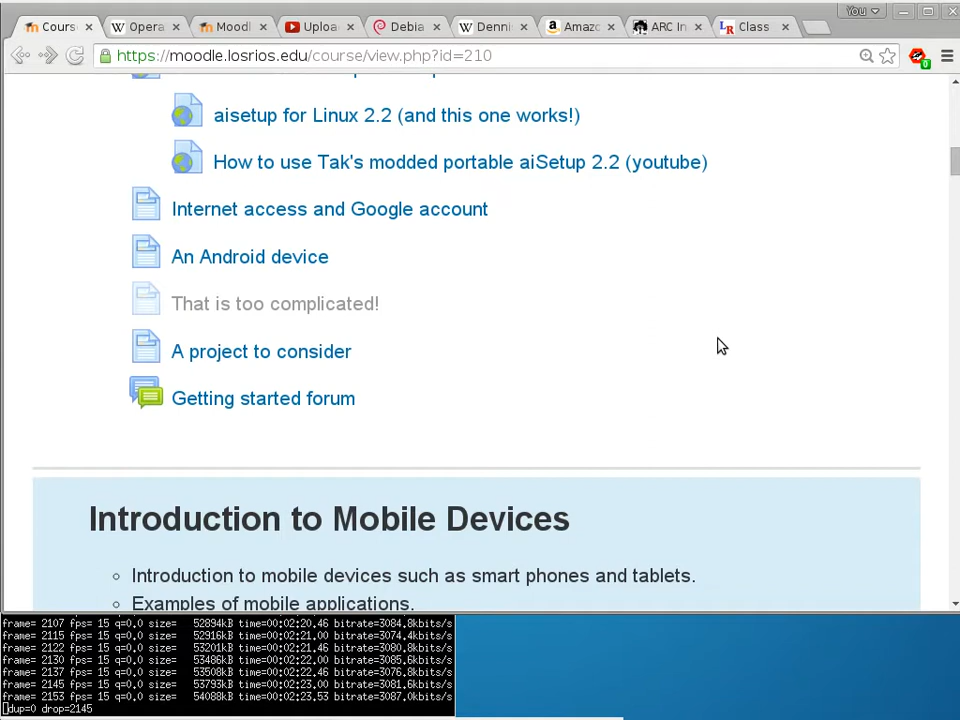 Cours
Opera
Moodl
Uploa
Debia
Dennis
Amazo
ARC In
LR Class
You
https://moodle.losrios.edu/course/view.php?id=210
0
aisetup for Linux 2.2 (and this one works!)
How to use Tak's modded portable aiSetup 2.2 (youtube)
Internet access and Google account
An Android device
That is too complicated!
A project to consider
Getting started forum
Introduction to Mobile Devices
Introduction to mobile devices such as smart phones and tablets.
Examples of mobile applications.
frame= 2107 fps= 15 q=0.0 size= 52894kB time=00:02:20.46 bitrate=3084.8kbits/s
frame= 2115 fps= 15 q=0.0 size= 52916kB time=00:02:21.00 bitrate=3074.4kbits/s
frame= 2122 fps= 15 q=0.0 size= 53201kB time=00:02:21.46 bitrate=3080.8kbits/s
frame= 2130 fps= 15 q=0.0 size= 53486kB time=00:02:22.00 bitrate=3085.6kbits/s
frame= 2137 fps= 15 q=0.0 size= 53508kB time=00:02:22.46 bitrate=3076.8kbits/s
frame= 2145 fps= 15 q=0.0 size= 53793kB time=00:02:23.00 bitrate=3081.6kbits/s
frame= 2153 fps= 15 q=0.0 size= 54088kB time=00:02:23.53 bitrate=3087.0kbits/s
dup=0 drop=2145